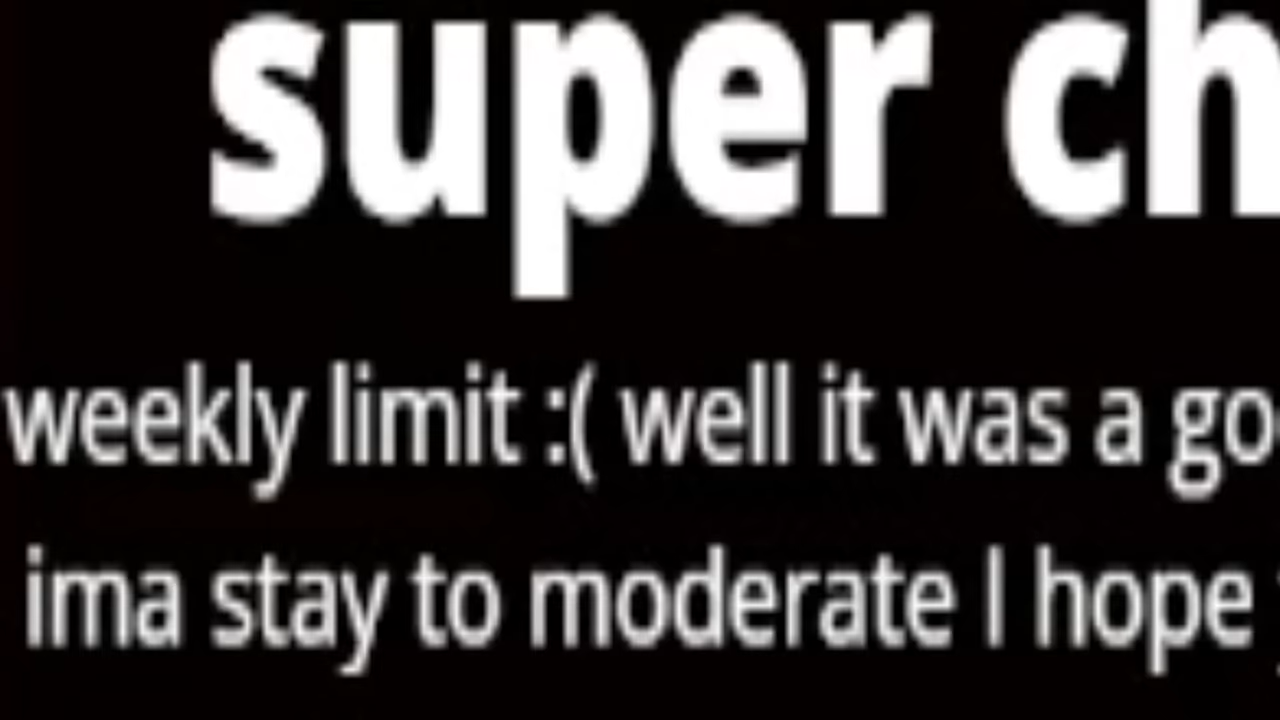 super ch
weekly limit :( well it was a go
ima stay to moderate I hope